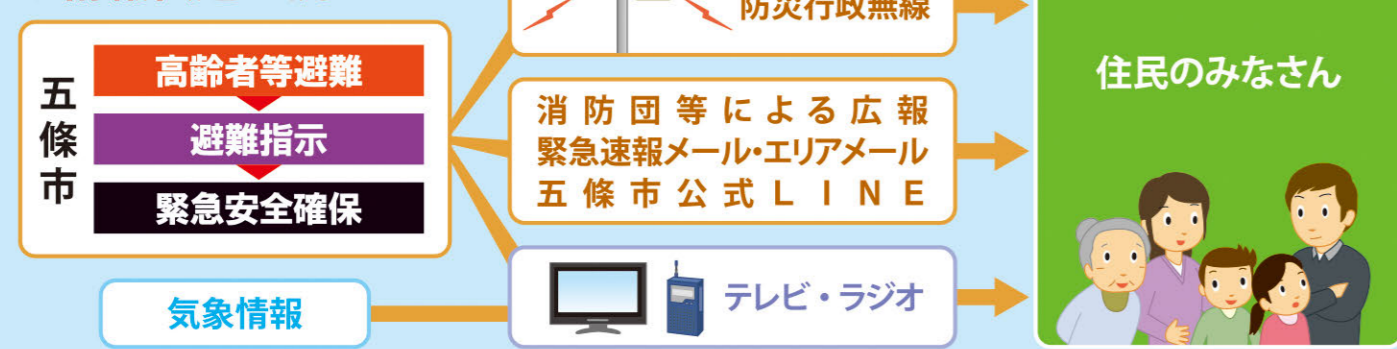 防災行政無線
五條市
高齢者等避難
避難指示
緊急安全確保
消防団等による広報
緊急速報メール・エリアメール
五條市公式LINE
住民のみなさん
気象情報
テレビ・ラジオ